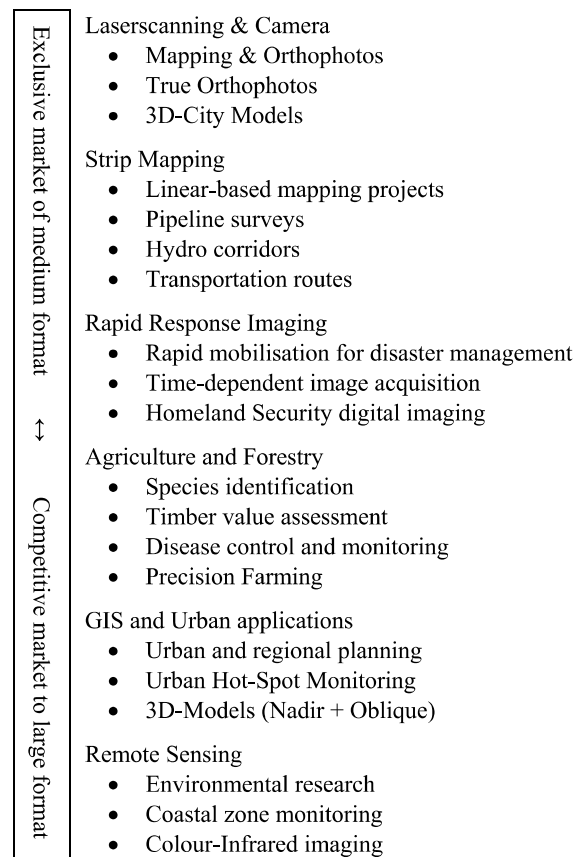 Exclusive market of medium format ↔ Competitive market to large format
Laserscanning & Camera
• Mapping & Orthophotos
• True Orthophotos
• 3D-City Models
Strip Mapping
• Linear-based mapping projects
• Pipeline surveys
• Hydro corridors
• Transportation routes
Rapid Response Imaging
• Rapid mobilisation for disaster management
• Time-dependent image acquisition
• Homeland Security digital imaging
Agriculture and Forestry
• Species identification
• Timber value assessment
• Disease control and monitoring
• Precision Farming
GIS and Urban applications
• Urban and regional planning
• Urban Hot-Spot Monitoring
• 3D-Models (Nadir + Oblique)
Remote Sensing
• Environmental research
• Coastal zone monitoring
• Colour-Infrared imaging